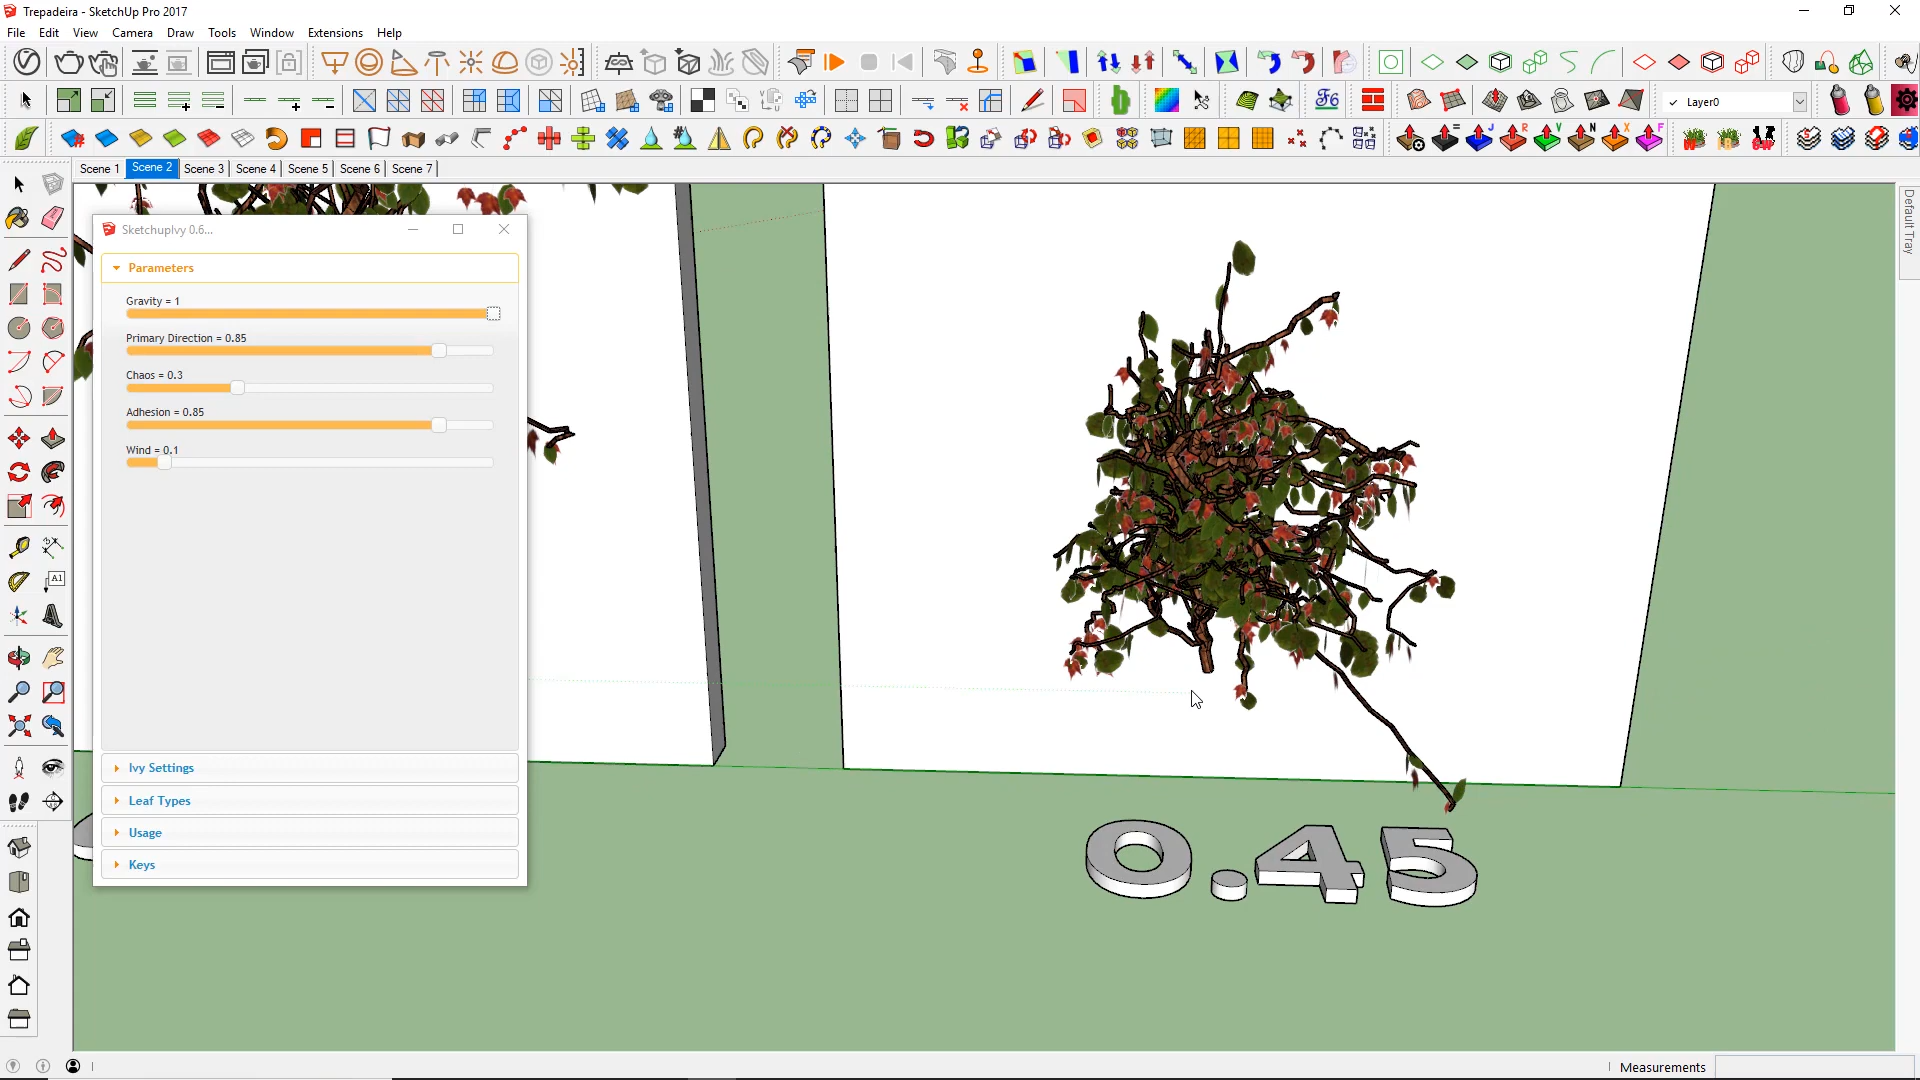 Trepadeira - SketchUp Pro 2017
File Edit View Camera Draw Tools Window Extensions Help
Layer0
Scene 1 Scene 2 Scene 3 Scene 4 Scene 5 Scene 6 Scene 7
Default Tray
SketchupIvy 0.6...
Parameters
Gravity = 1
Primary Direction = 0.85
Chaos = 0.3
Adhesion = 0.85
Wind = 0.1
Ivy Settings
Leaf Types
Usage
Keys
0.45
Measurements